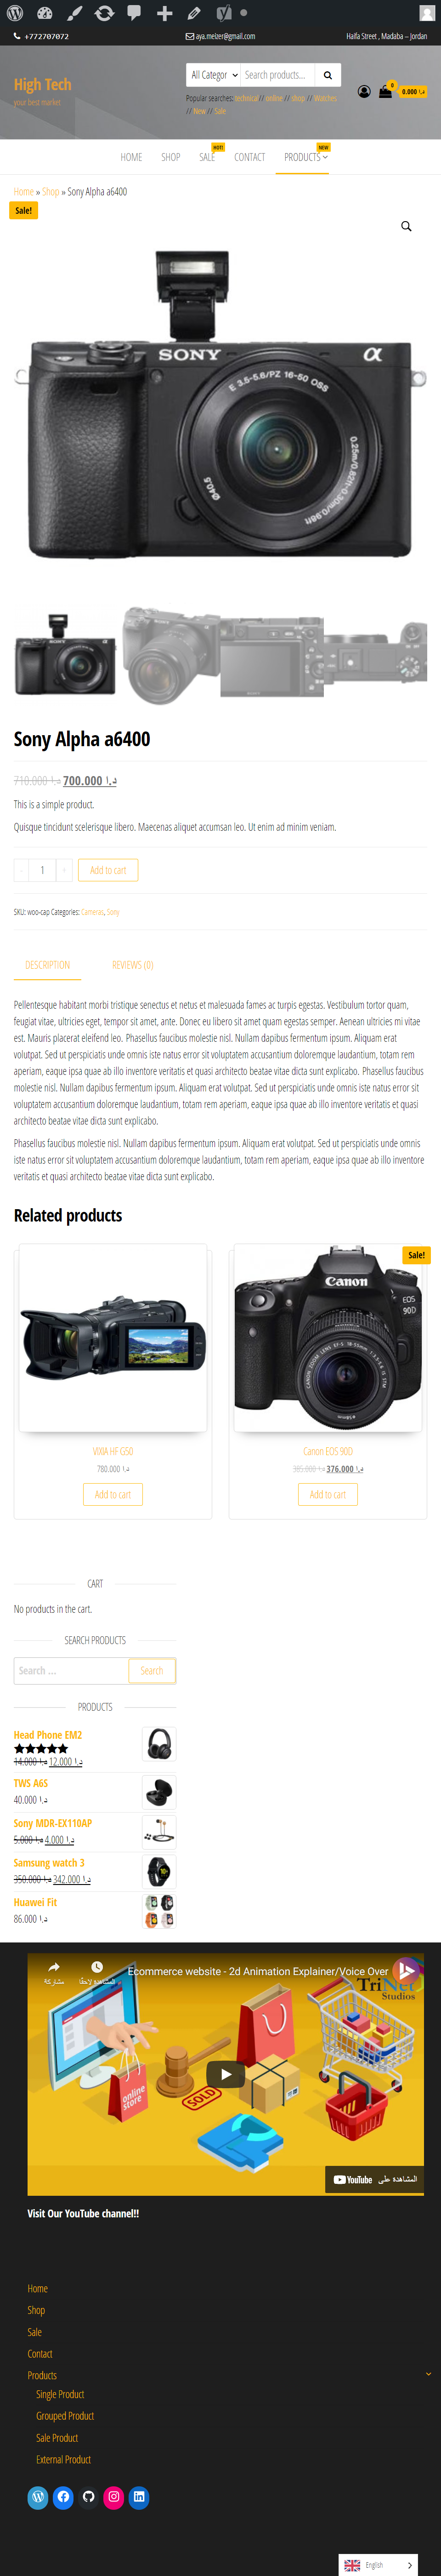 +772707072
aya.melzer@gmail.com
Haifa Street , Madaba – Jordan
High Tech
your best market
All Categor
Search products...
Popular searches: technical // online // shop // Watches // New // Sale
0
0.000 د.ا
HOME
SHOP
SALE
HOT!
CONTACT
PRODUCTS
NEW
Home » Shop » Sony Alpha a6400
Sale!
SONY
α
E 3.5-5.6/PZ 16-50 OSS
0.25m/0.82ft-0.3m/0.99ft
Ø40.5
Sony Alpha a6400
710.000 د.ا 700.000 د.ا
This is a simple product.
Quisque tincidunt scelerisque libero. Maecenas aliquet accumsan leo. Ut enim ad minim veniam.
- 1 +
Add to cart
SKU: woo-cap Categories: Cameras, Sony
DESCRIPTION
REVIEWS (0)
Pellentesque habitant morbi tristique senectus et netus et malesuada fames ac turpis egestas. Vestibulum tortor quam,
feugiat vitae, ultricies eget, tempor sit amet, ante. Donec eu libero sit amet quam egestas semper. Aenean ultricies mi vitae
est. Mauris placerat eleifend leo. Phasellus faucibus molestie nisl. Nullam dapibus fermentum ipsum. Aliquam erat
volutpat. Sed ut perspiciatis unde omnis iste natus error sit voluptatem accusantium doloremque laudantium, totam rem
aperiam, eaque ipsa quae ab illo inventore veritatis et quasi architecto beatae vitae dicta sunt explicabo. Phasellus faucibus
molestie nisl. Nullam dapibus fermentum ipsum. Aliquam erat volutpat. Sed ut perspiciatis unde omnis iste natus error sit
voluptatem accusantium doloremque laudantium, totam rem aperiam, eaque ipsa quae ab illo inventore veritatis et quasi
architecto beatae vitae dicta sunt explicabo.
Phasellus faucibus molestie nisl. Nullam dapibus fermentum ipsum. Aliquam erat volutpat. Sed ut perspiciatis unde omnis
iste natus error sit voluptatem accusantium doloremque laudantium, totam rem aperiam, eaque ipsa quae ab illo inventore
veritatis et quasi architecto beatae vitae dicta sunt explicabo.
Related products
Sale!
Canon
EOS
90D
VIXIA HF G50
780.000 د.ا
Add to cart
Canon EOS 90D
385.000 د.ا 376.000 د.ا
Add to cart
CART
No products in the cart.
SEARCH PRODUCTS
Search …
Search
PRODUCTS
Head Phone EM2
14.000 د.ا 12.000 د.ا
TWS A6S
40.000 د.ا
Sony MDR-EX110AP
5.000 د.ا 4.000 د.ا
Samsung watch 3
350.000 د.ا 342.000 د.ا
Huawei Fit
86.000 د.ا
Ecommerce website - 2d Animation Explainer/Voice Over
مشاركة
المشاهدة لاحقًا
TriNet
Studios
online
store
SOLD
المشاهدة على YouTube
Visit Our YouTube channel!!
Home
Shop
Sale
Contact
Products
Single Product
Grouped Product
Sale Product
External Product
English